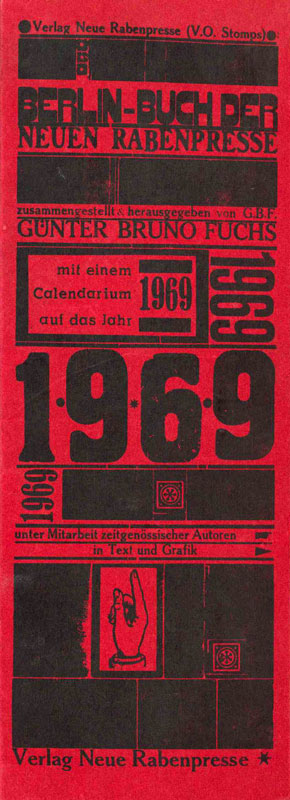 Verlag Neue Rabenpresse (V.O. Stomps)
BERLIN-BUCH DER
NEUEN RABENPRESSE
zusammengestellt & herausgegeben von G.B.F.
GÜNTER BRUNO FUCHS
mit einem
Calendarium
auf das Jahr
1969
1969
1·9·6·9
1969
unter Mitarbeit zeitgenössischer Autoren
in Text und Grafik
Verlag Neue Rabenpresse *